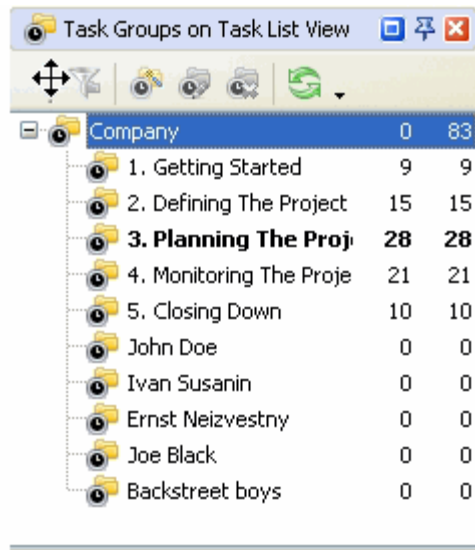 Task Groups on Task List View
Company 0 83
1. Getting Started 9 9
2. Defining The Project 15 15
3. Planning The Proj 28 28
4. Monitoring The Proje 21 21
5. Closing Down 10 10
John Doe 0 0
Ivan Susanin 0 0
Ernst Neizvestny 0 0
Joe Black 0 0
Backstreet boys 0 0